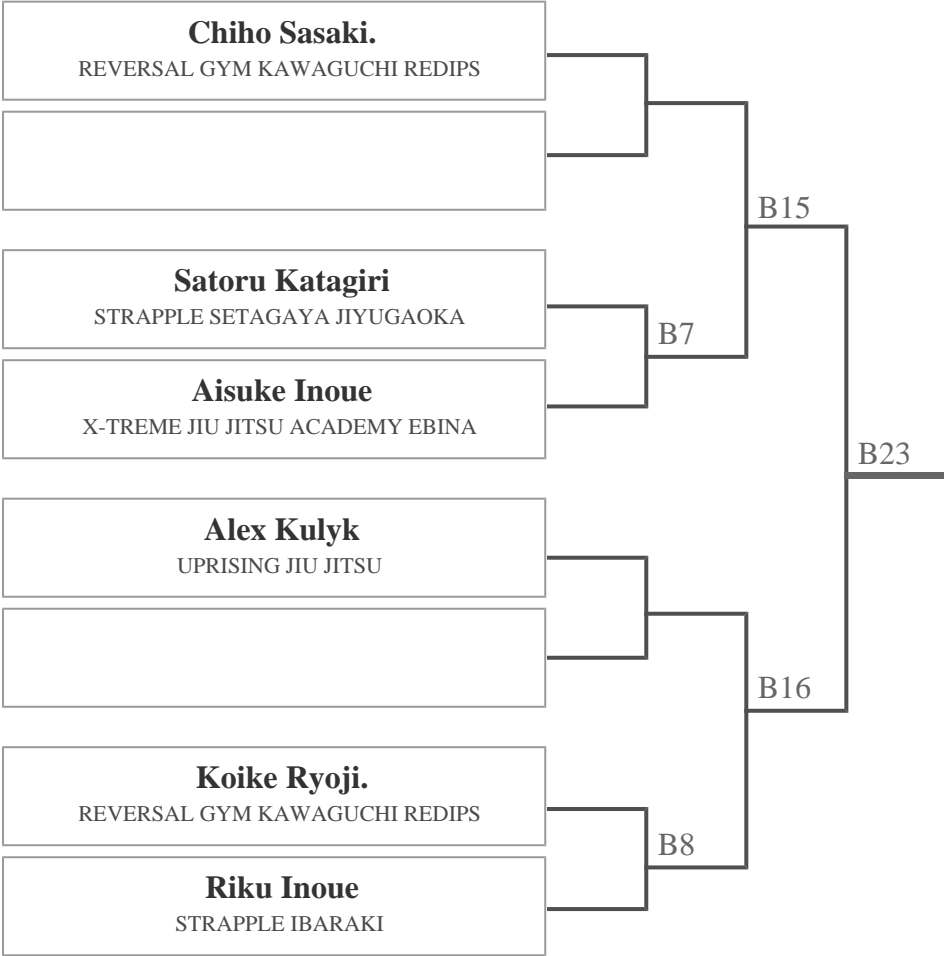 Chiho Sasaki.
REVERSAL GYM KAWAGUCHI REDIPS
B15
Satoru Katagiri
STRAPPLE SETAGAYA JIYUGAOKA
B7
Aisuke Inoue
X-TREME JIU JITSU ACADEMY EBINA
B23
Alex Kulyk
UPRISING JIU JITSU
B16
Koike Ryoji.
REVERSAL GYM KAWAGUCHI REDIPS
B8
Riku Inoue
STRAPPLE IBARAKI